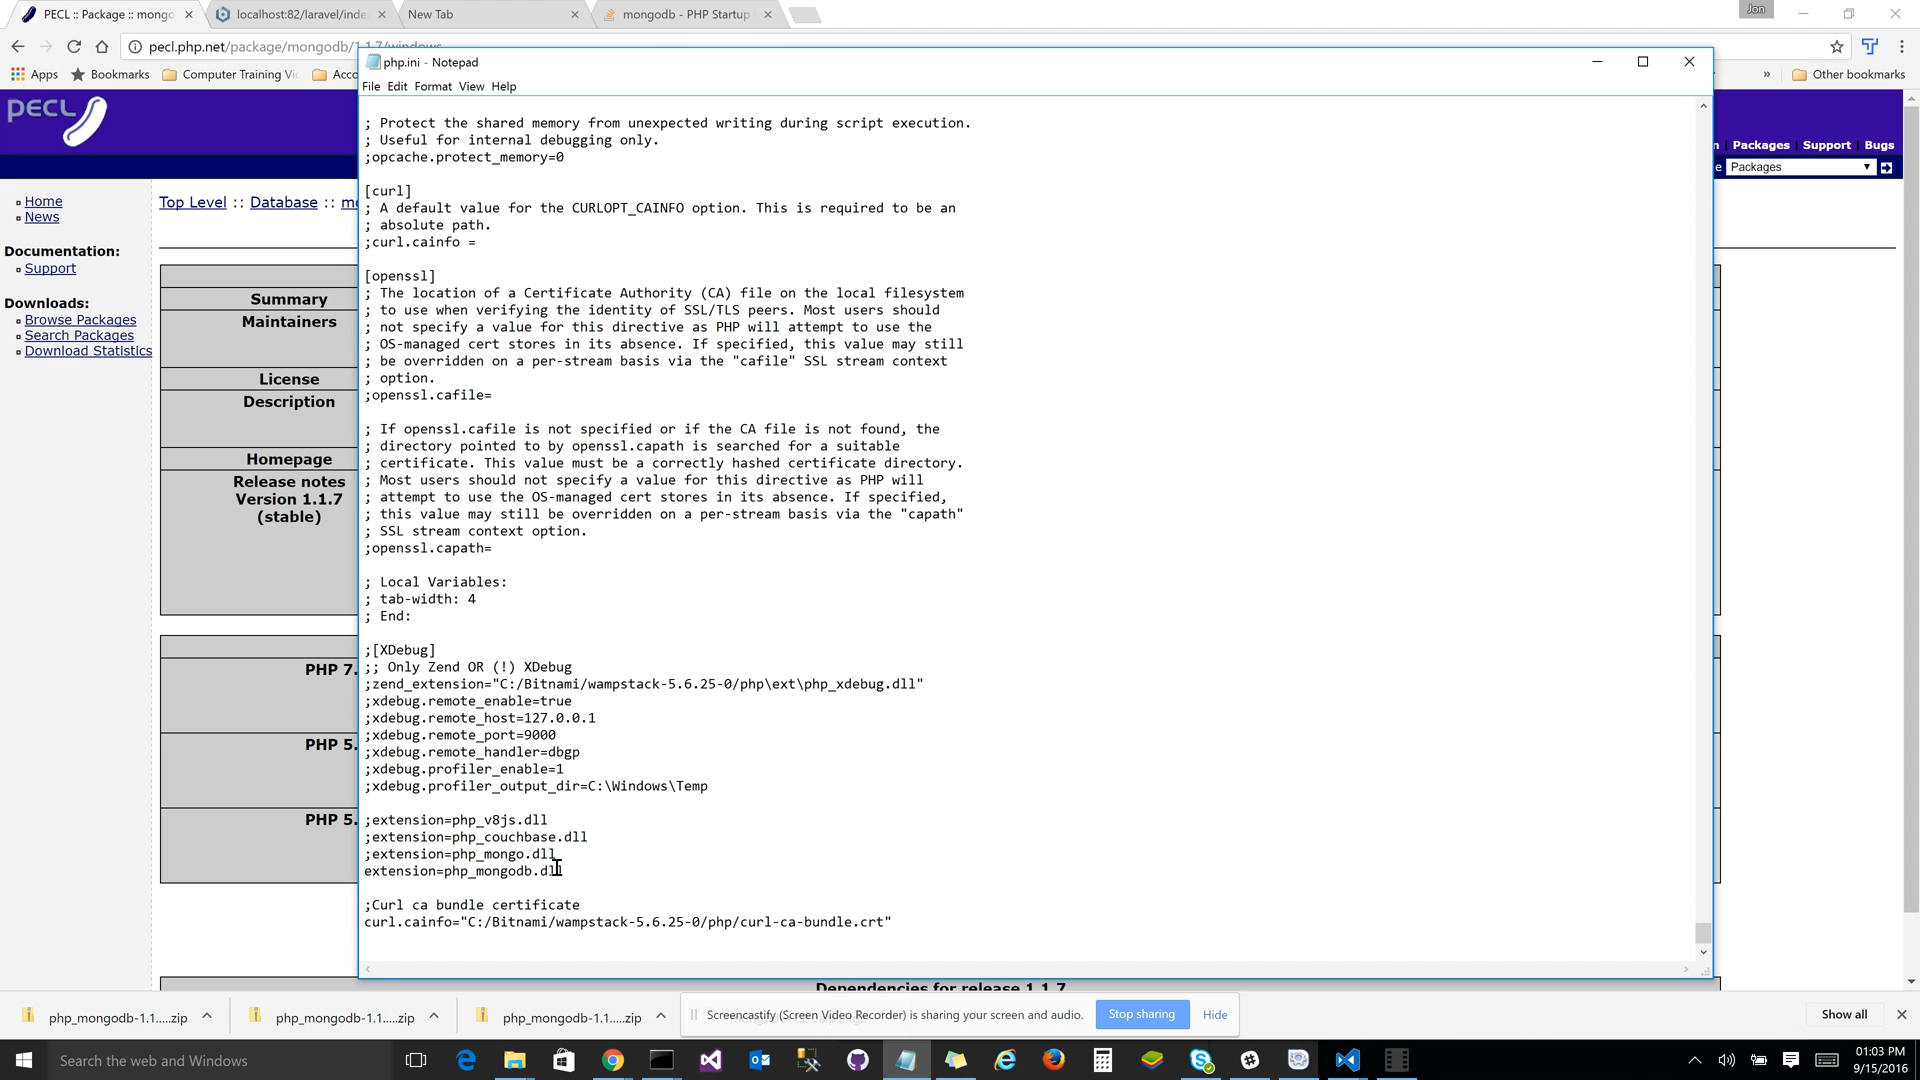 PECL :: Package :: mongo
localhost:82/laravel/inde
New Tab
mongodb - PHP Startup
Jon
pecl.php.net/package/mongodb/1.1.7/windows
Apps
Bookmarks
Computer Training Vi
Acco
»
Other bookmarks
php.ini - Notepad
File Edit Format View Help
PECL
Packages
Support
Bugs
Packages
Home
News
Documentation:
Support
Downloads:
Browse Packages
Search Packages
Download Statistics
Top Level :: Database :: m
Summary
Maintainers
License
Description
Homepage
Release notes
Version 1.1.7
(stable)
PHP 7.
PHP 5.
PHP 5.
; Protect the shared memory from unexpected writing during script execution.
; Useful for internal debugging only.
;opcache.protect_memory=0
[curl]
; A default value for the CURLOPT_CAINFO option. This is required to be an
; absolute path.
;curl.cainfo =
[openssl]
; The location of a Certificate Authority (CA) file on the local filesystem
; to use when verifying the identity of SSL/TLS peers. Most users should
; not specify a value for this directive as PHP will attempt to use the
; OS-managed cert stores in its absence. If specified, this value may still
; be overridden on a per-stream basis via the "cafile" SSL stream context
; option.
;openssl.cafile=
; If openssl.cafile is not specified or if the CA file is not found, the
; directory pointed to by openssl.capath is searched for a suitable
; certificate. This value must be a correctly hashed certificate directory.
; Most users should not specify a value for this directive as PHP will
; attempt to use the OS-managed cert stores in its absence. If specified,
; this value may still be overridden on a per-stream basis via the "capath"
; SSL stream context option.
;openssl.capath=
; Local Variables:
; tab-width: 4
; End:
;[XDebug]
;; Only Zend OR (!) XDebug
;zend_extension="C:/Bitnami/wampstack-5.6.25-0/php\ext\php_xdebug.dll"
;xdebug.remote_enable=true
;xdebug.remote_host=127.0.0.1
;xdebug.remote_port=9000
;xdebug.remote_handler=dbgp
;xdebug.profiler_enable=1
;xdebug.profiler_output_dir=C:\Windows\Temp
;extension=php_v8js.dll
;extension=php_couchbase.dll
;extension=php_mongo.dll
extension=php_mongodb.dll
;Curl ca bundle certificate
curl.cainfo="C:/Bitnami/wampstack-5.6.25-0/php/curl-ca-bundle.crt"
Dependencies for release 1.1.7
php_mongodb-1.1.....zip
php_mongodb-1.1.....zip
php_mongodb-1.1.....zip
Screencastify (Screen Video Recorder) is sharing your screen and audio.
Stop sharing
Hide
Show all
Search the web and Windows
01:03 PM
9/15/2016